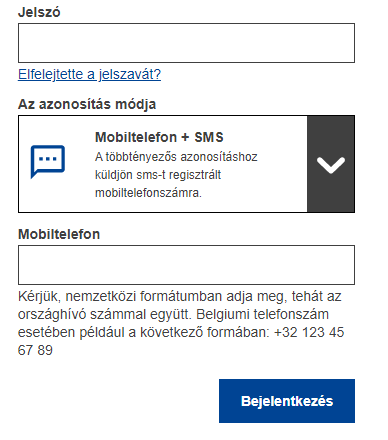 Jelszó
Elfelejtette a jelszavát?
Az azonosítás módja
Mobiltelefon + SMS
A többtényezős azonosításhoz
küldjön sms-t regisztrált
mobiltelefonszámra.
Mobiltelefon
Kérjük, nemzetközi formátumban adja meg, tehát az
országhívó számmal együtt. Belgiumi telefonszám
esetében például a következő formában: +32 123 45
67 89
Bejelentkezés